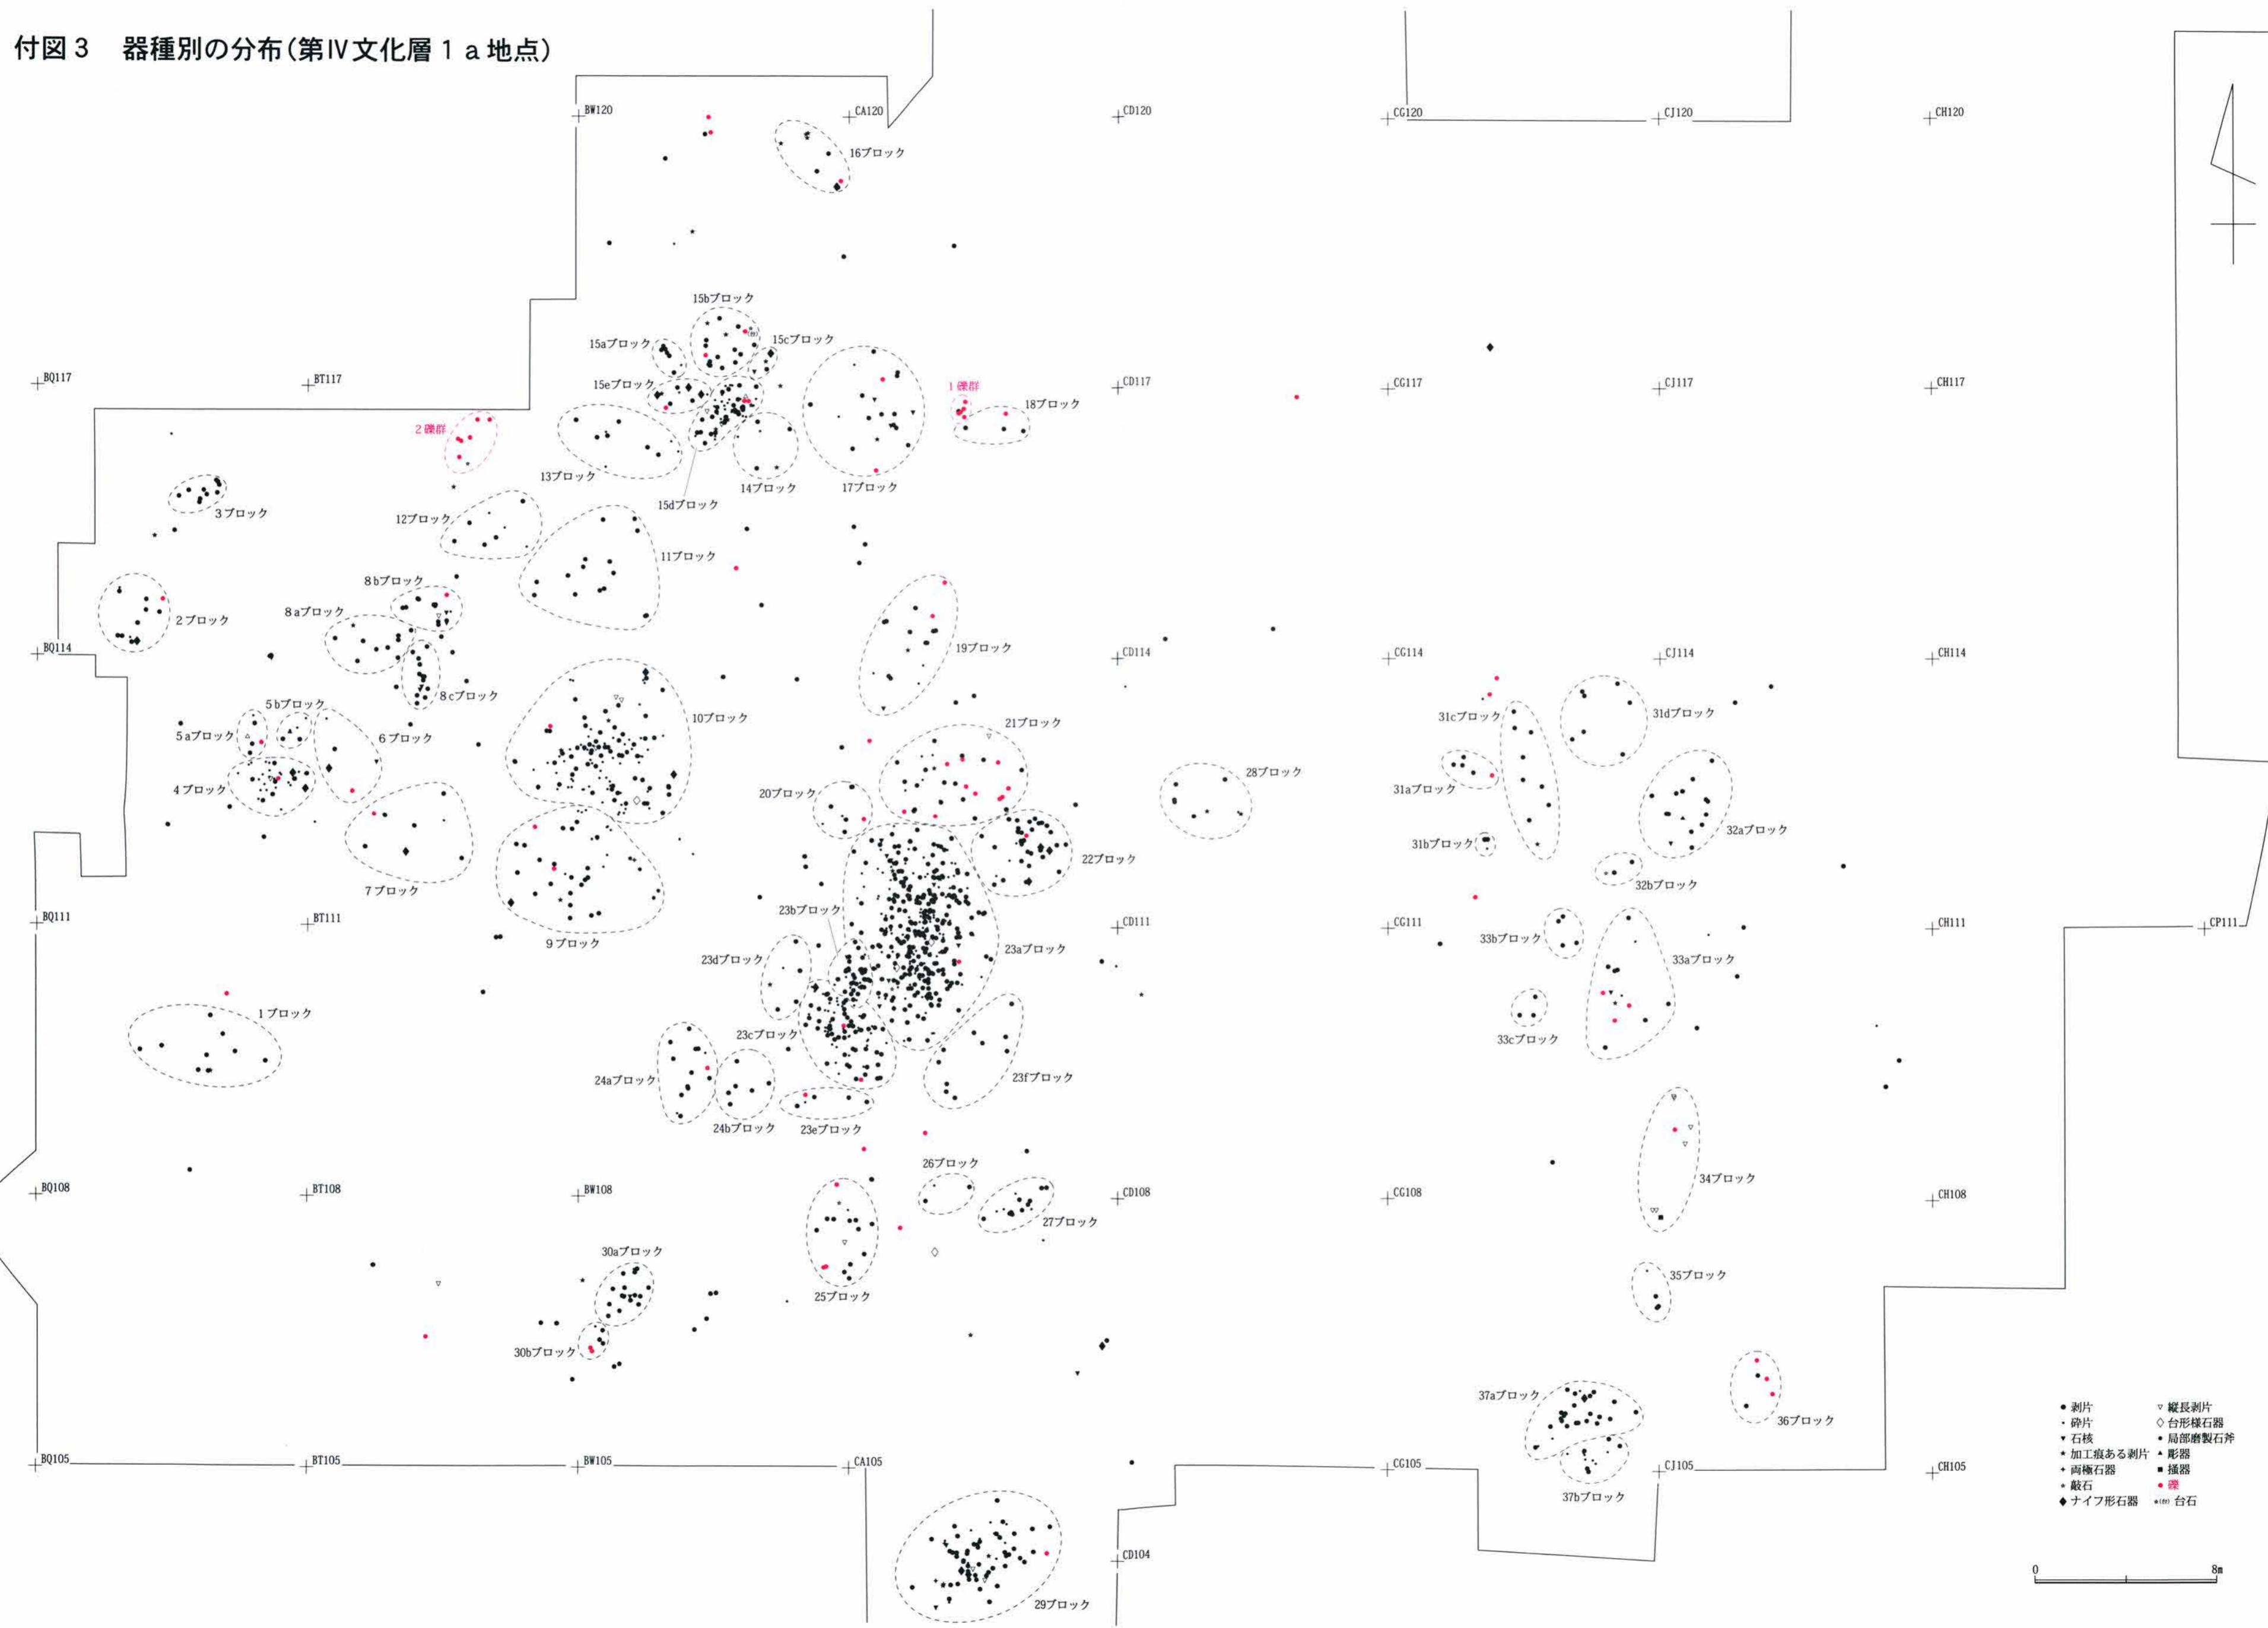 付図3 器種別の分布(第Ⅳ文化層1a地点)
BW120
CA120
CD120
CG120
CJ120
CH120
16ブロック
15bブロック
15aブロック
15cブロック
BQ117
BT117
15eブロック
CD117
CG117
CJ117
CH117
1礫群
18ブロック
2礫群
13ブロック
14ブロック
17ブロック
15dブロック
3ブロック
12ブロック
11ブロック
8bブロック
8aブロック
2ブロック
BQ114
19ブロック
CD114
CG114
CJ114
CH114
8cブロック
5bブロック
5aブロック
6ブロック
10ブロック
21ブロック
31cブロック
31dブロック
4ブロック
20ブロック
28ブロック
31aブロック
32aブロック
31bブロック
22ブロック
7ブロック
32bブロック
23bブロック
BQ111
BT111
CD111
CG111
CH111
CP111
9ブロック
23aブロック
33bブロック
23dブロック
33aブロック
1ブロック
23cブロック
33cブロック
24aブロック
23fブロック
24bブロック
23eブロック
26ブロック
34ブロック
BQ108
BT108
BW108
CD108
CG108
CH108
27ブロック
30aブロック
35ブロック
25ブロック
30bブロック
37aブロック
36ブロック
BQ105
BT105
BW105
CA105
CG105
CJ105
CH105
37bブロック
CD104
29ブロック
剥片
砕片
石核
加工痕ある剥片
両極石器
敲石
ナイフ形石器
縦長剥片
台形様石器
局部磨製石斧
彫器
掻器
礫
(台) 台石
0 8m